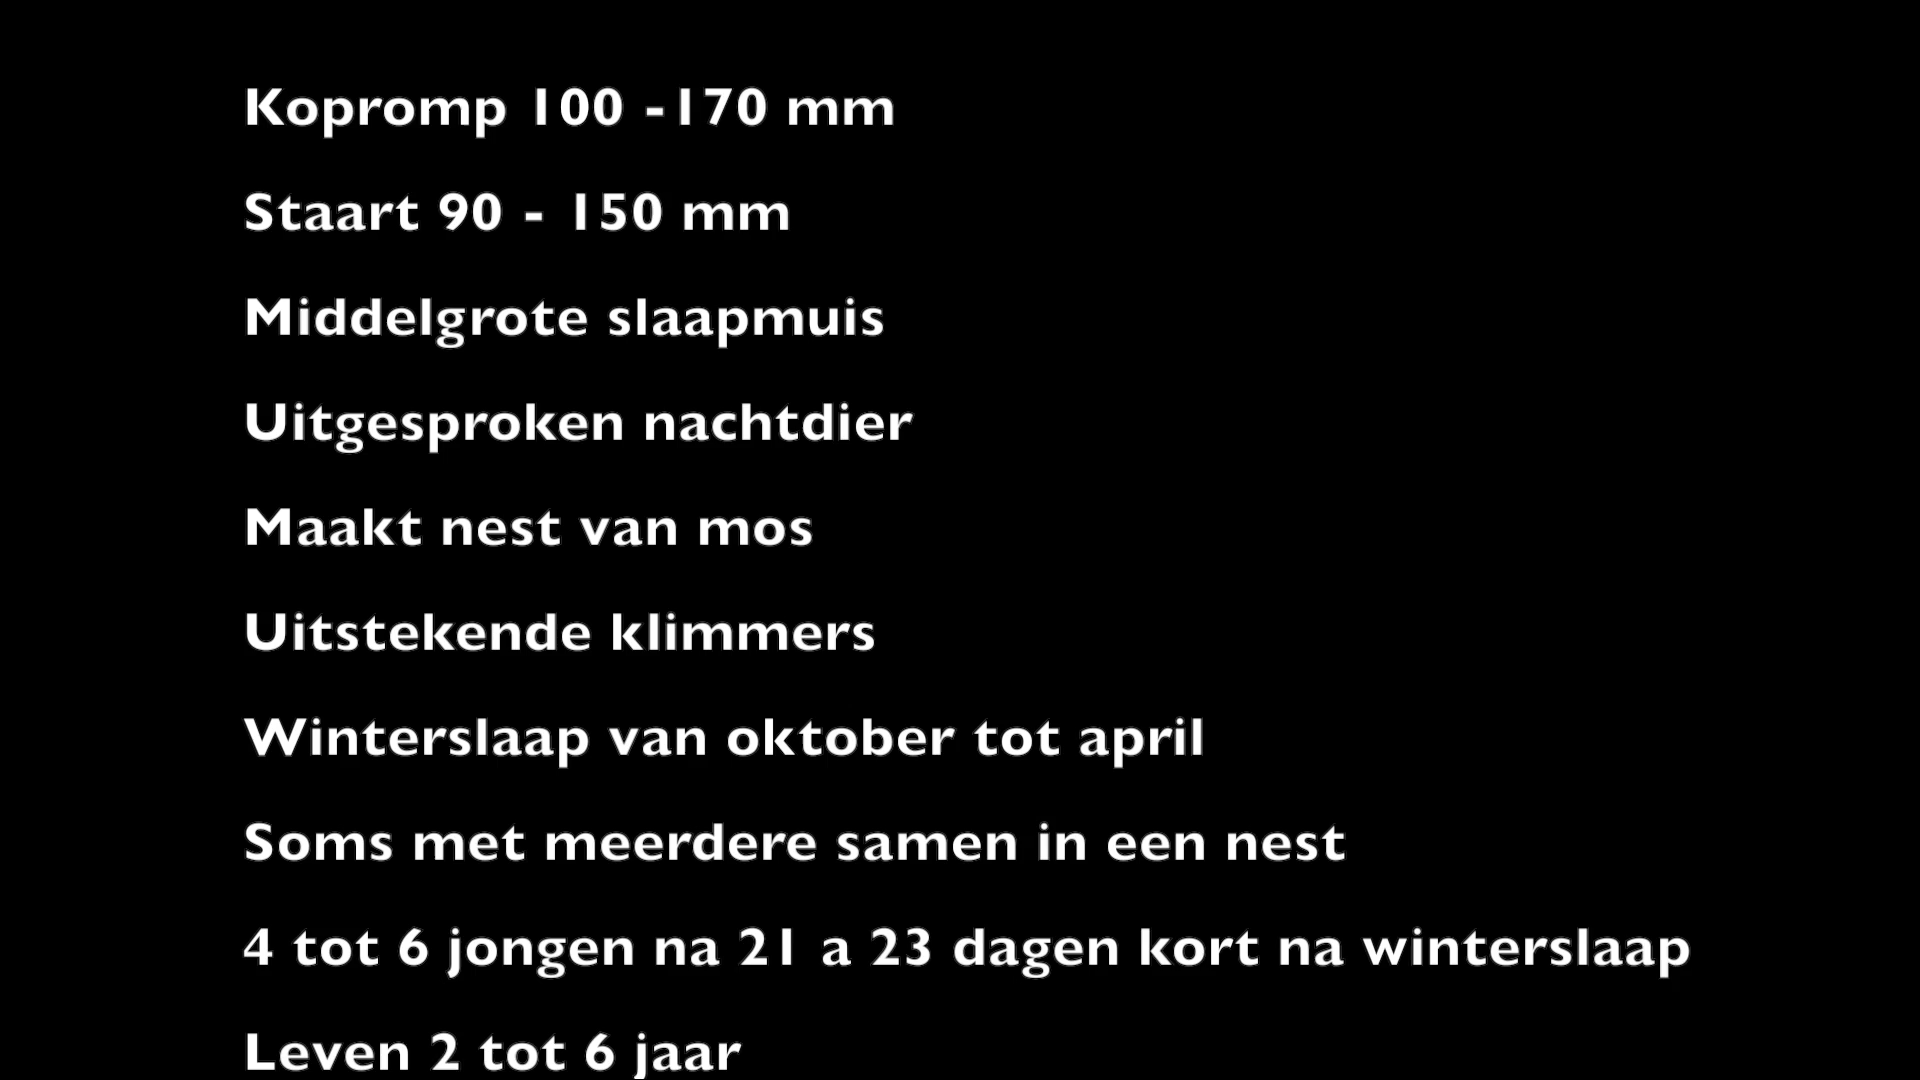 Kopromp 100 -170 mm
Staart 90 - 150 mm
Middelgrote slaapmuis
Uitgesproken nachtdier
Maakt nest van mos
Uitstekende klimmers
Winterslaap van oktober tot april
Soms met meerdere samen in een nest
4 tot 6 jongen na 21 a 23 dagen kort na winterslaap
Leven 2 tot 6 jaar